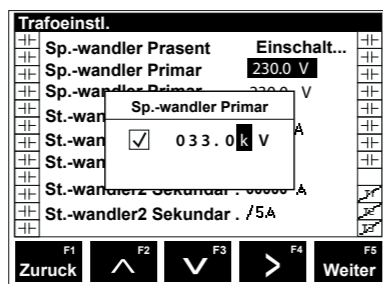 Trafoeinstl.
Sp.-wandler Prasent Einschalt...
Sp.-wandler Primar 230.0 V
Sp.-wandler V
Sp.-wandler Primar
033.0k V
St.-wan A
St.-wan
St.-wan
St.-wandler2 Sekundar . A
St.-wandler2 Sekundar . /5A
F1 F2 F3 F4 F5
Zuruck Weiter